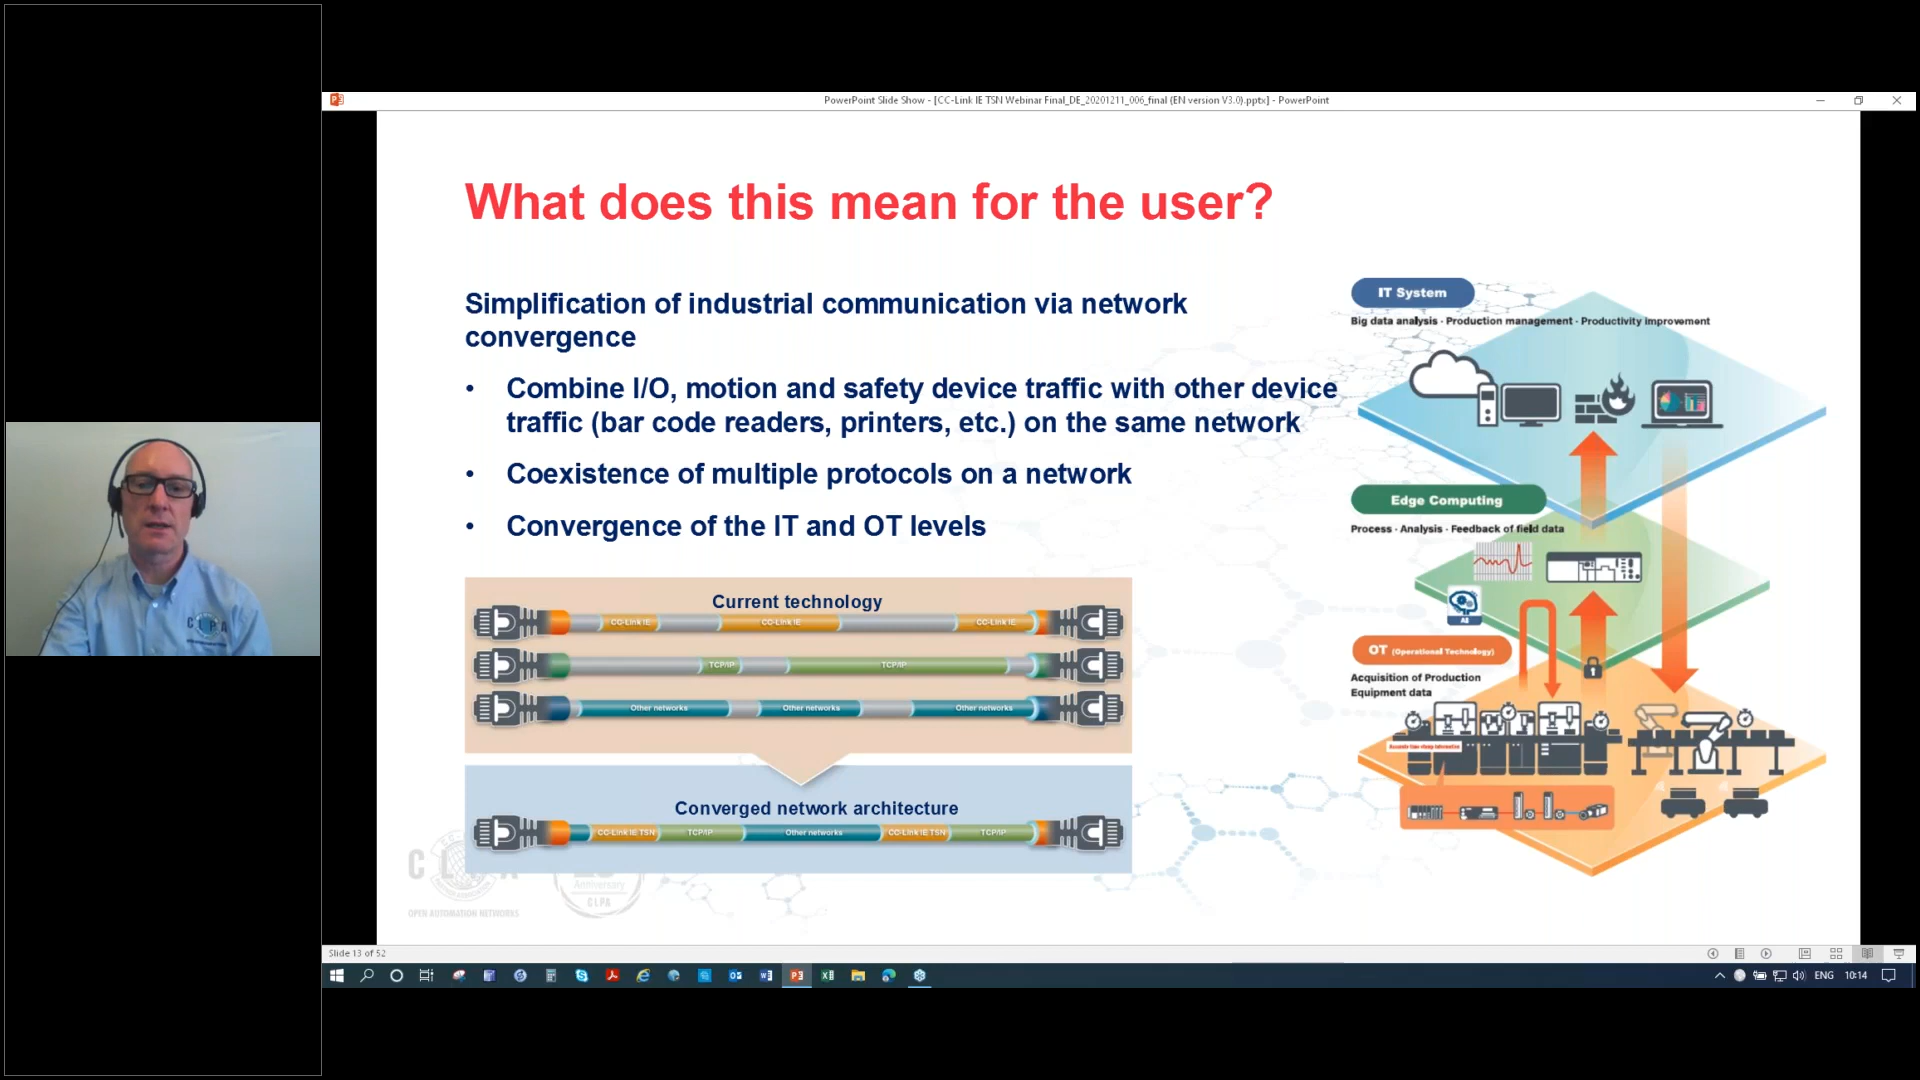 PowerPoint Slide Show - [CC-Link IE TSN Webinar Final_DE_20201211_006_final (EN version V3.0).pptx] - PowerPoint
What does this mean for the user?
Simplification of industrial communication via network
convergence
• Combine I/O, motion and safety device traffic with other device
traffic (bar code readers, printers, etc.) on the same network
• Coexistence of multiple protocols on a network
• Convergence of the IT and OT levels
Current technology
CC-Link IE CC-Link IE CC-Link IE
TCP/IP TCP/IP
Other networks Other networks Other networks
Converged network architecture
CC-Link IE TSN TCP/IP Other networks CC-Link IE TSN TCP/IP
IT System
Big data analysis · Production management · Productivity improvement
Edge Computing
Process · Analysis · Feedback of field data
OT (Operational Technology)
Acquisition of Production
Equipment data
CLPA
OPEN AUTOMATION NETWORKS
Anniversary
CLPA
CLPA
Slide 13 of 52
ENG 10:14